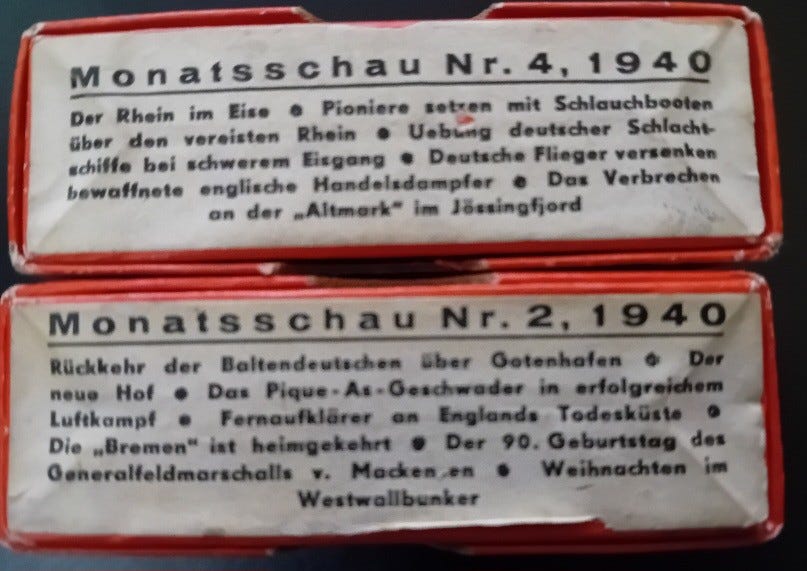 Monatsschau Nr. 4, 1940
Der Rhein im Eise ● Pioniere setzen mit Schlauchbooten
über den vereisten Rhein ● Uebung deutscher Schlacht-
schiffe bei schwerem Eisgang ● Deutsche Flieger versenken
bewaffnete englische Handelsdampfer ● Das Verbrechen
an der „Altmark“ im Jössingfjord
Monatsschau Nr. 2, 1940
Rückkehr der Baltendeutschen über Gotenhafen ● Der
neue Hof ● Das Pique-As-Geschwader in erfolgreichem
Luftkampf ● Fernaufklärer an Englands Todesküste ●
Die „Bremen“ ist heimgekehrt ● Der 90. Geburtstag des
Generalfeldmarschalls v. ● Weihnachten im
Westwallbunker